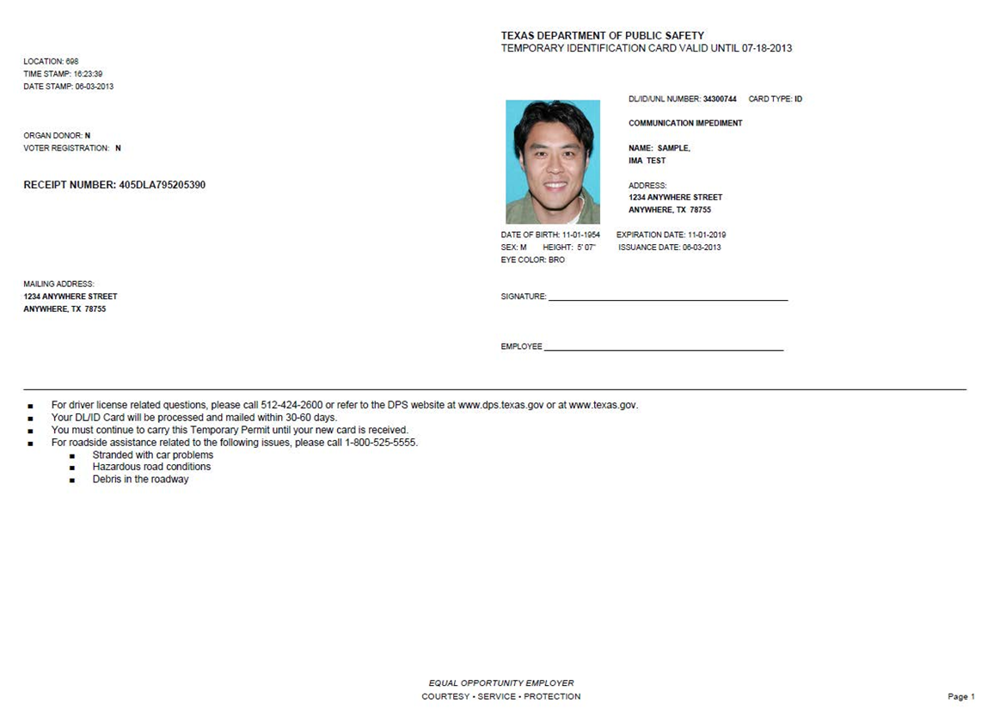 TEXAS DEPARTMENT OF PUBLIC SAFETY
TEMPORARY IDENTIFICATION CARD VALID UNTIL 07-18-2013
LOCATION: 698
TIME STAMP: 16:23:39
DATE STAMP: 06-03-2013
ORGAN DONOR: N
VOTER REGISTRATION: N
RECEIPT NUMBER: 405DLA795205390
MAILING ADDRESS:
1234 ANYWHERE STREET
ANYWHERE, TX 78755
DL/ID/UNL NUMBER: 34300744 CARD TYPE: ID
COMMUNICATION IMPEDIMENT
NAME: SAMPLE,
IMA TEST
ADDRESS:
1234 ANYWHERE STREET
ANYWHERE, TX 78755
DATE OF BIRTH: 11-01-1954 EXPIRATION DATE: 11-01-2019
SEX: M HEIGHT: 5' 07" ISSUANCE DATE: 06-03-2013
EYE COLOR: BRO
SIGNATURE:
EMPLOYEE
■ For driver license related questions, please call 512-424-2600 or refer to the DPS website at www.dps.texas.gov or at www.texas.gov.
■ Your DL/ID Card will be processed and mailed within 30-60 days.
■ You must continue to carry this Temporary Permit until your new card is received.
■ For roadside assistance related to the following issues, please call 1-800-525-5555.
■ Stranded with car problems
■ Hazardous road conditions
■ Debris in the roadway
EQUAL OPPORTUNITY EMPLOYER
COURTESY • SERVICE • PROTECTION
Page 1